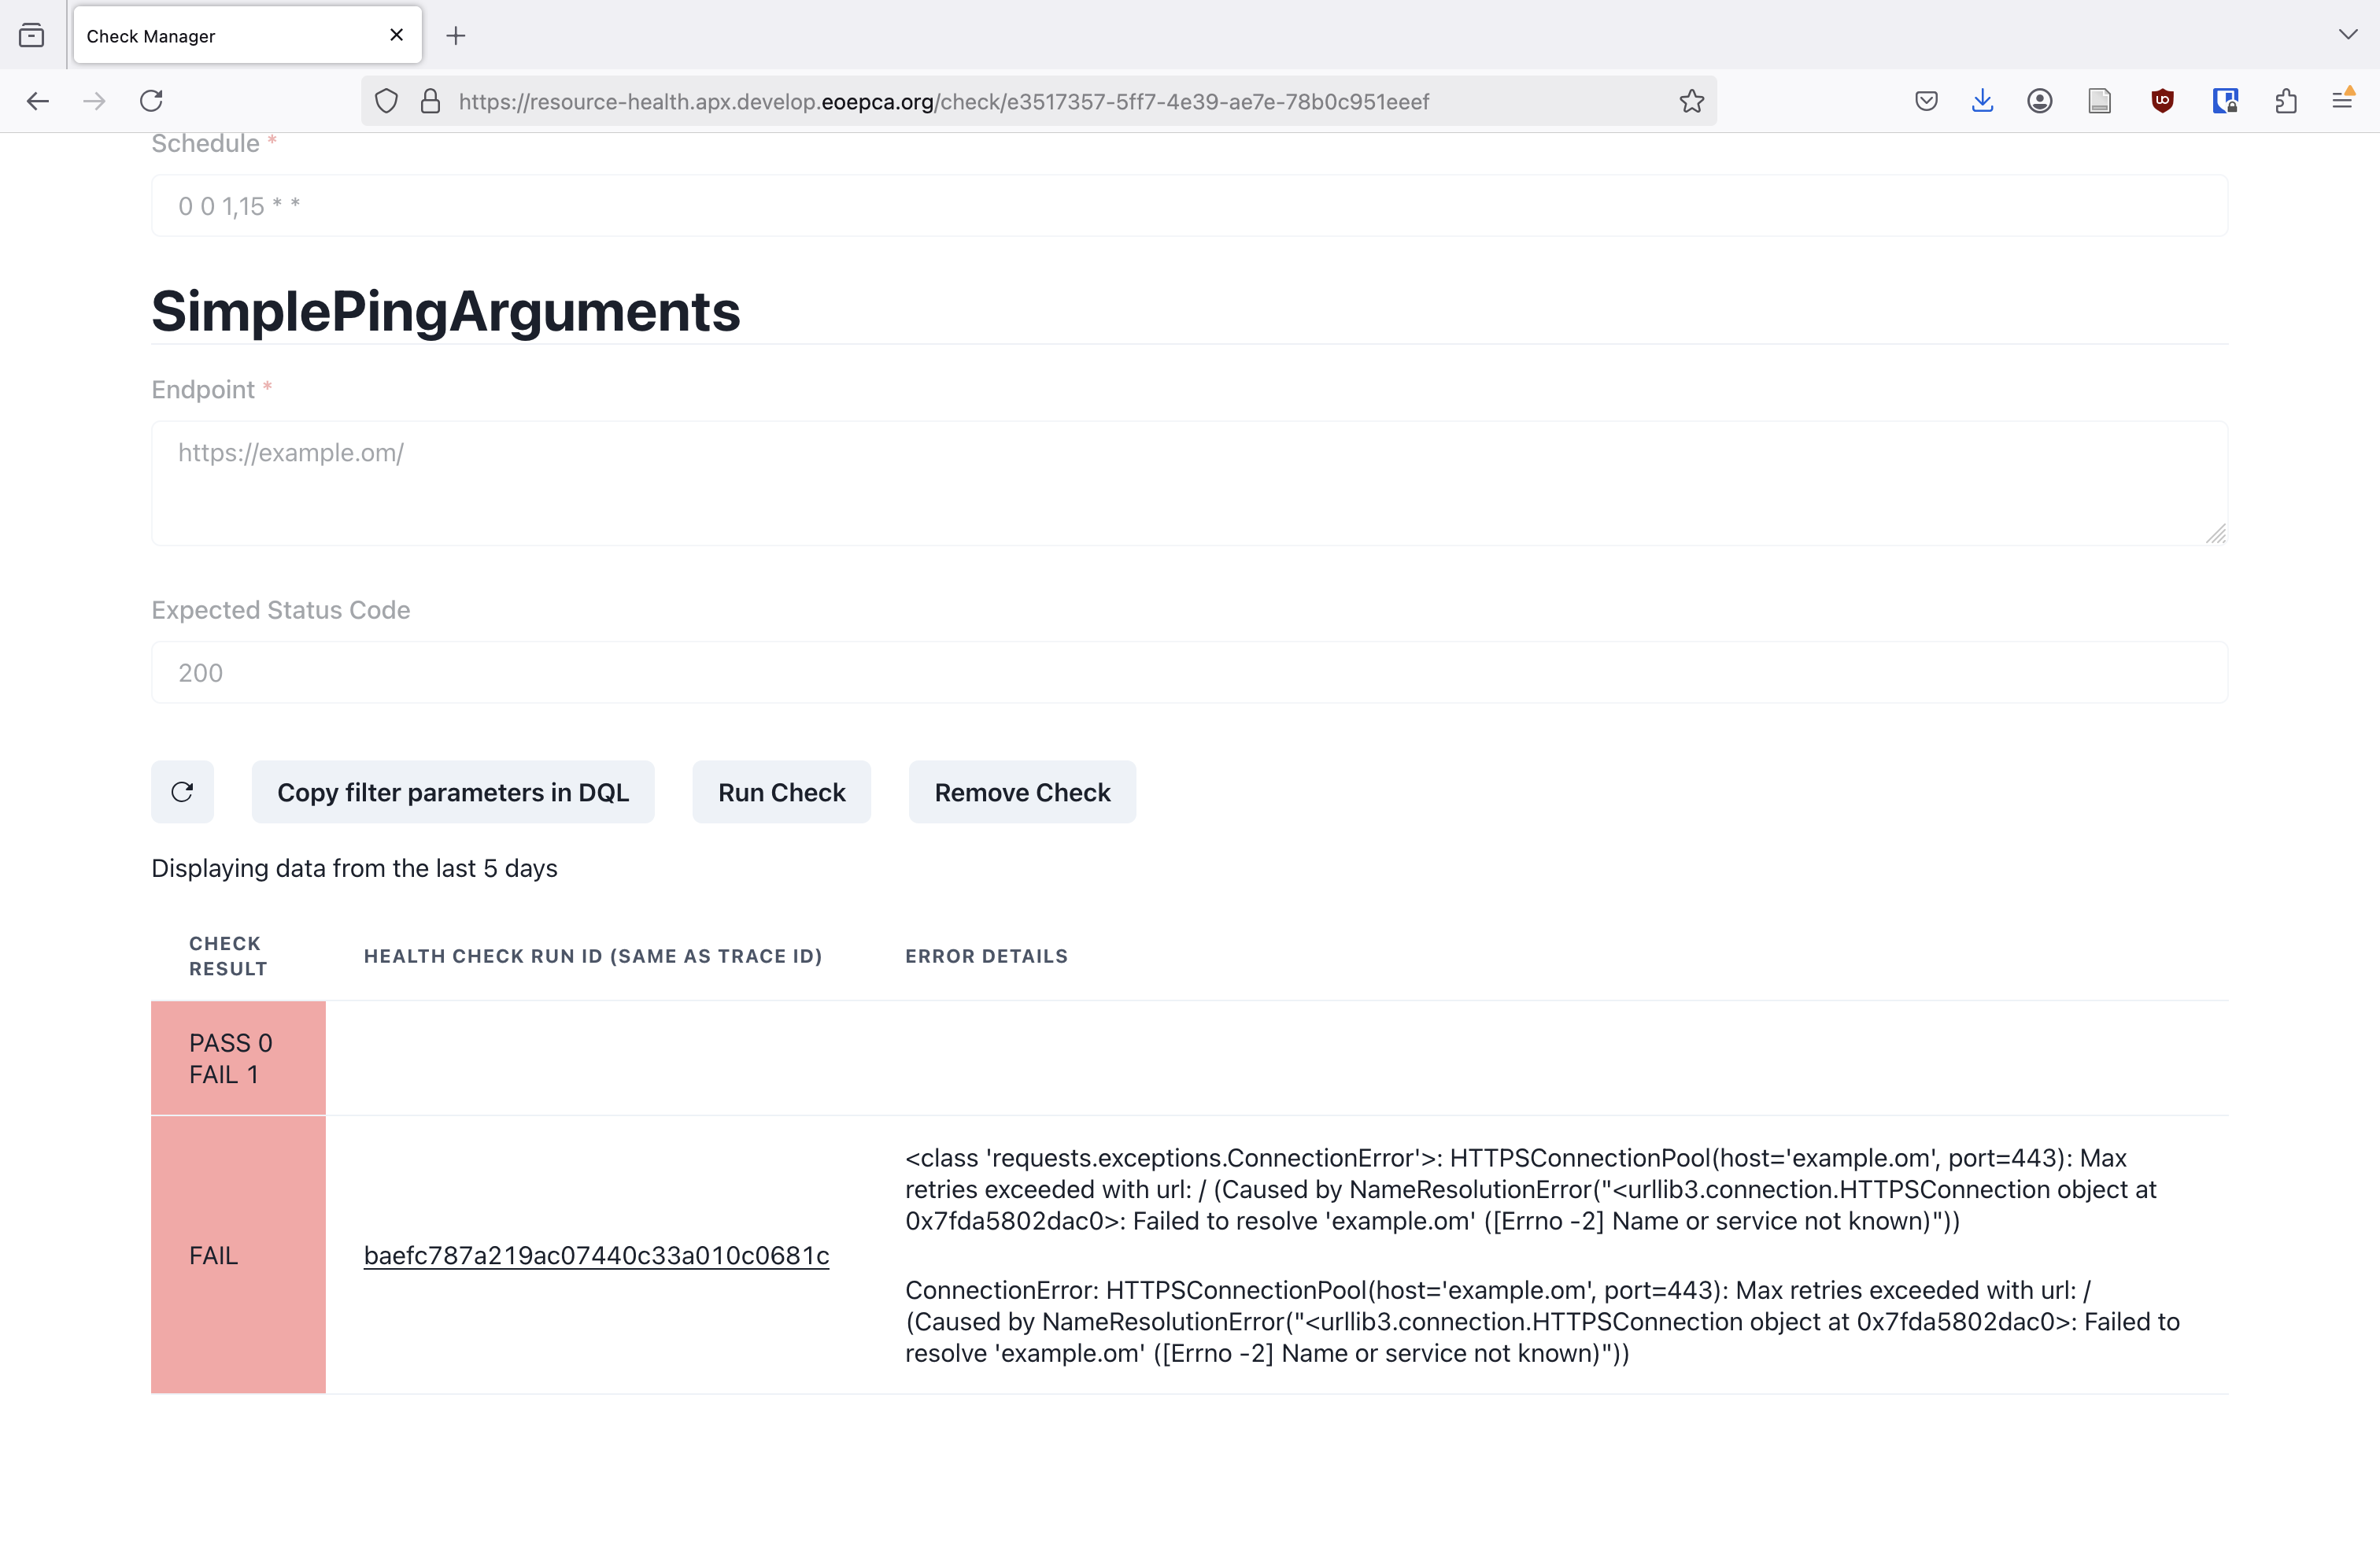 Check Manager
https://resource-health.apx.develop.eoepca.org/check/e3517357-5ff7-4e39-ae7e-78b0c951eeef
Schedule *
0 0 1,15 * *
SimplePingArguments
Endpoint *
https://example.om/
Expected Status Code
200
Copy filter parameters in DQL
Run Check
Remove Check
Displaying data from the last 5 days
CHECK
RESULT
HEALTH CHECK RUN ID (SAME AS TRACE ID)
ERROR DETAILS
PASS 0
FAIL 1
FAIL
baefc787a219ac07440c33a010c0681c
<class 'requests.exceptions.ConnectionError'>: HTTPSConnectionPool(host='example.om', port=443): Max
retries exceeded with url: / (Caused by NameResolutionError("<urllib3.connection.HTTPSConnection object at
0x7fda5802dac0>: Failed to resolve 'example.om' ([Errno -2] Name or service not known)"))
ConnectionError: HTTPSConnectionPool(host='example.om', port=443): Max retries exceeded with url: /
(Caused by NameResolutionError("<urllib3.connection.HTTPSConnection object at 0x7fda5802dac0>: Failed to
resolve 'example.om' ([Errno -2] Name or service not known)"))